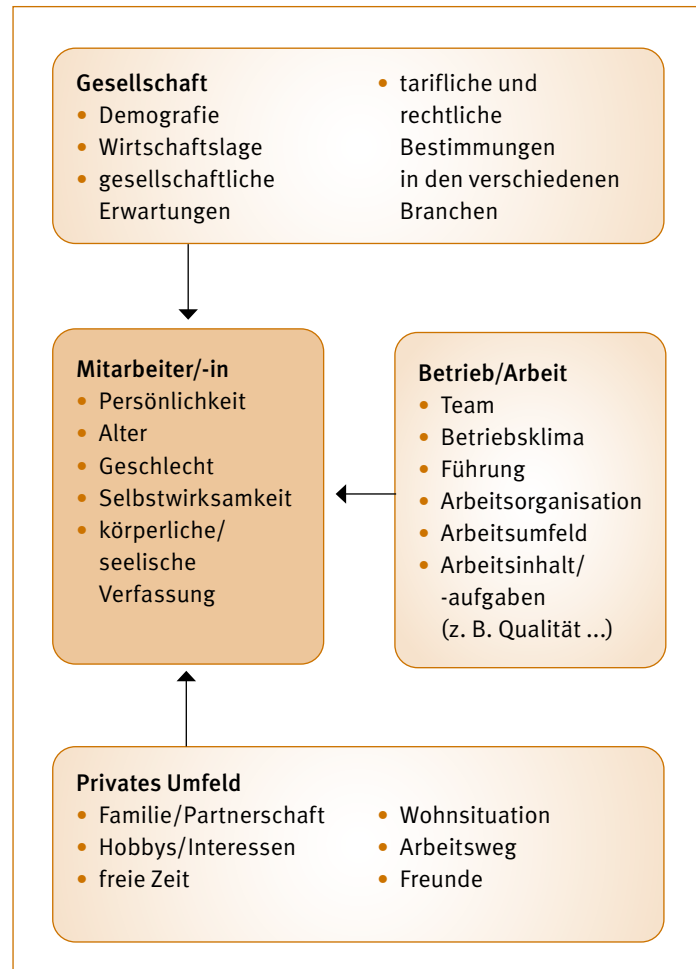 Gesellschaft
• Demografie
• Wirtschaftslage
• gesellschaftliche
Erwartungen
• tarifliche und
rechtliche
Bestimmungen
in den verschiedenen
Branchen
Mitarbeiter/-in
• Persönlichkeit
• Alter
• Geschlecht
• Selbstwirksamkeit
• körperliche/
seelische
Verfassung
Betrieb/Arbeit
• Team
• Betriebsklima
• Führung
• Arbeitsorganisation
• Arbeitsumfeld
• Arbeitsinhalt/
-aufgaben
(z. B. Qualität ...)
Privates Umfeld
• Familie/Partnerschaft
• Hobbys/Interessen
• freie Zeit
• Wohnsituation
• Arbeitsweg
• Freunde